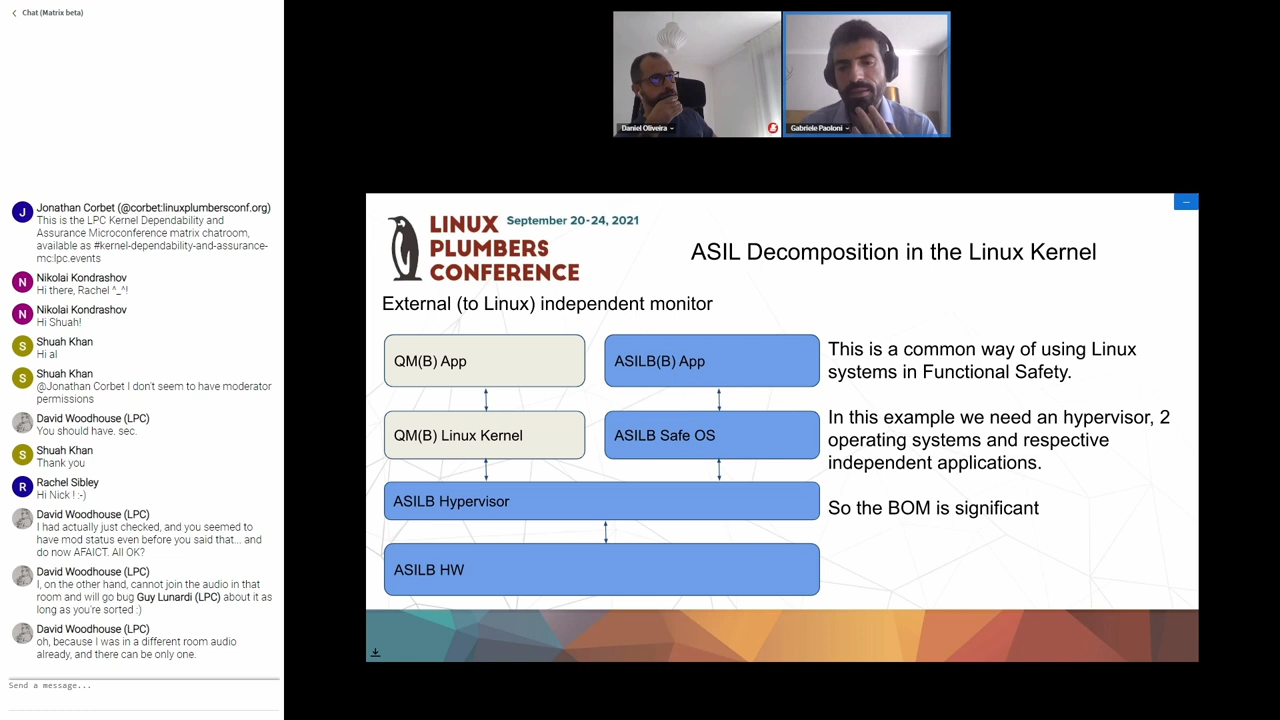 Chat (Matrix beta)
J
Jonathan Corbet (@corbet:linuxplumbersconf.org)
This is the LPC Kernel Dependability and
Assurance Microconference matrix chatroom,
available as #kernel-dependability-and-assurance-
mc:lpc.events
N
Nikolai Kondrashov
Hi there, Rachel ^_^!
N
Nikolai Kondrashov
Hi Shuah!
S
Shuah Khan
Hi al
S
Shuah Khan
@Jonathan Corbet I don't seem to have moderator
permissions
David Woodhouse (LPC)
You should have. sec.
S
Shuah Khan
Thank you
R
Rachel Sibley
Hi Nick ! :-)
David Woodhouse (LPC)
I had actually just checked, and you seemed to
have mod status even before you said that... and
do now AFAICT. All OK?
David Woodhouse (LPC)
I, on the other hand, cannot join the audio in that
room and will go bug Guy Lunardi (LPC) about it as
long as you're sorted :)
David Woodhouse (LPC)
oh, because I was in a different room audio
already, and there can be only one.
Send a message...
Daniel Oliveira
Gabriele Paoloni
LINUX
PLUMBERS
CONFERENCE
September 20-24, 2021
ASIL Decomposition in the Linux Kernel
External (to Linux) independent monitor
QM(B) App
ASILB(B) App
QM(B) Linux Kernel
ASILB Safe OS
ASILB Hypervisor
ASILB HW
This is a common way of using Linux
systems in Functional Safety.
In this example we need an hypervisor, 2
operating systems and respective
independent applications.
So the BOM is significant